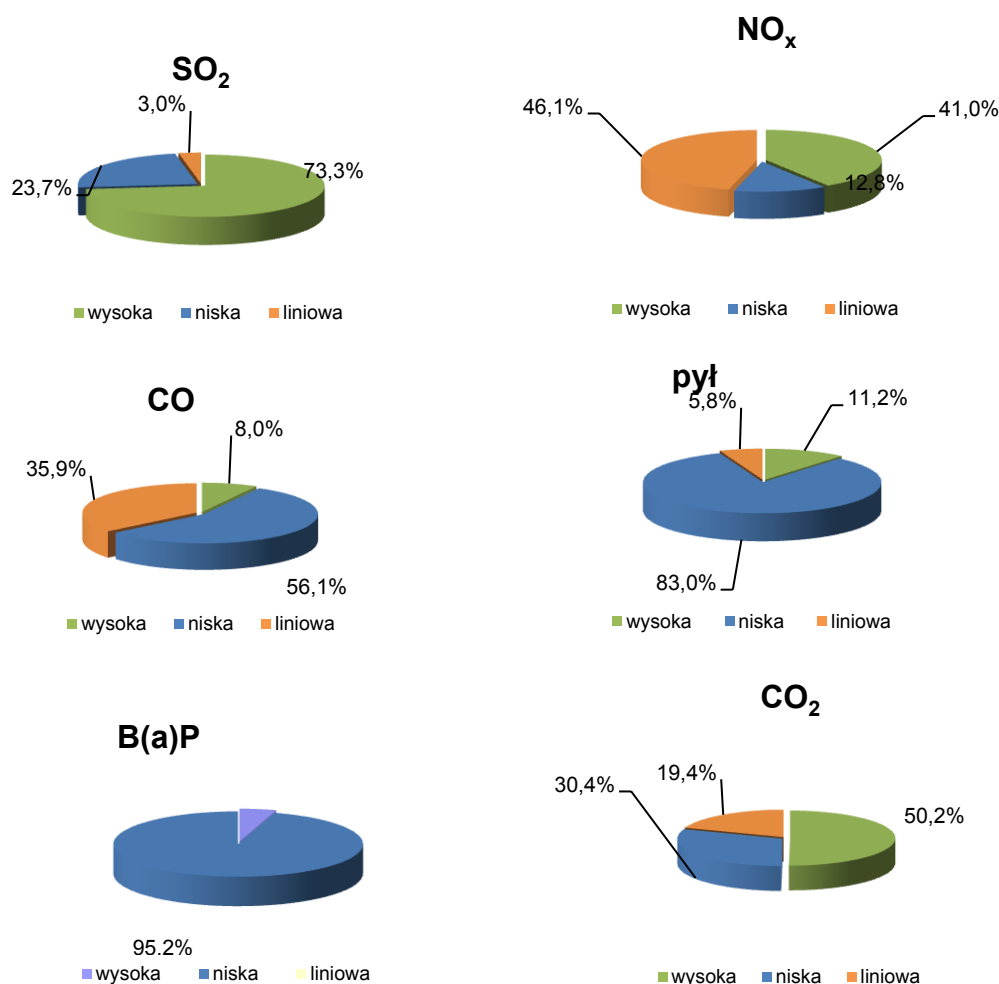 SO2
3,0%
73,3%
23,7%
wysoka niska liniowa
NOx
46,1%
41,0%
12,8%
wysoka niska liniowa
CO
8,0%
35,9%
56,1%
wysoka niska liniowa
pył
5,8%
11,2%
83,0%
wysoka niska liniowa
B(a)P
95.2%
wysoka niska liniowa
CO2
19,4%
30,4%
50,2%
wysoka niska liniowa